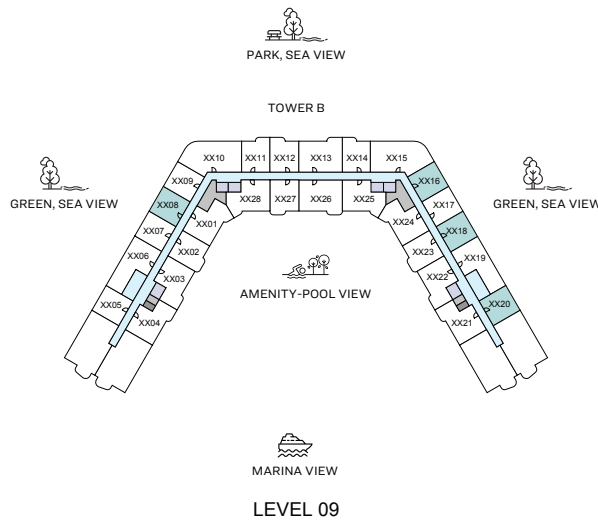 PARK, SEA VIEW
TOWER B
XX10 XX11 XX12 XX13 XX14 XX15
XX09 XX16
GREEN, SEA VIEW XX08 XX28 XX27 XX26 XX25 XX17 GREEN, SEA VIEW
XX07 XX01 XX24 XX18
XX06 XX02 XX23 XX19
XX03 AMENITY-POOL VIEW XX22
XX05 XX04 XX21 XX20
MARINA VIEW
LEVEL 09